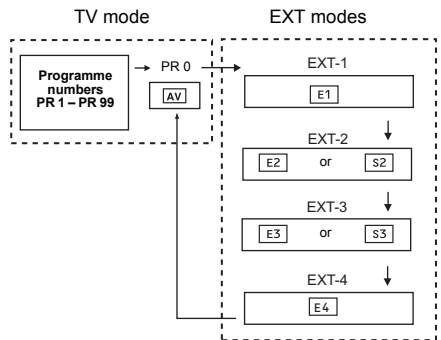 TV mode
EXT modes
Programme
numbers
PR 1 – PR 99
PR 0
AV
EXT-1
E1
EXT-2
E2 or S2
EXT-3
E3 or S3
EXT-4
E4